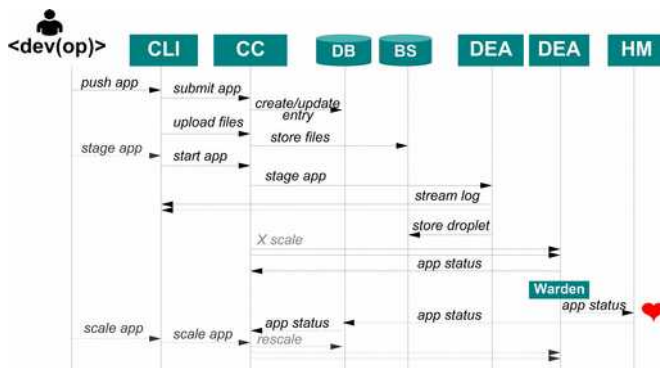 <dev(op)>
CLI
CC
DB
BS
DEA
DEA
HM
push app
submit app
create/update
entry
upload files
store files
stage app
start app
stage app
stream log
store droplet
X scale
app status
Warden
app status
app status
app status
scale app
scale app
rescale